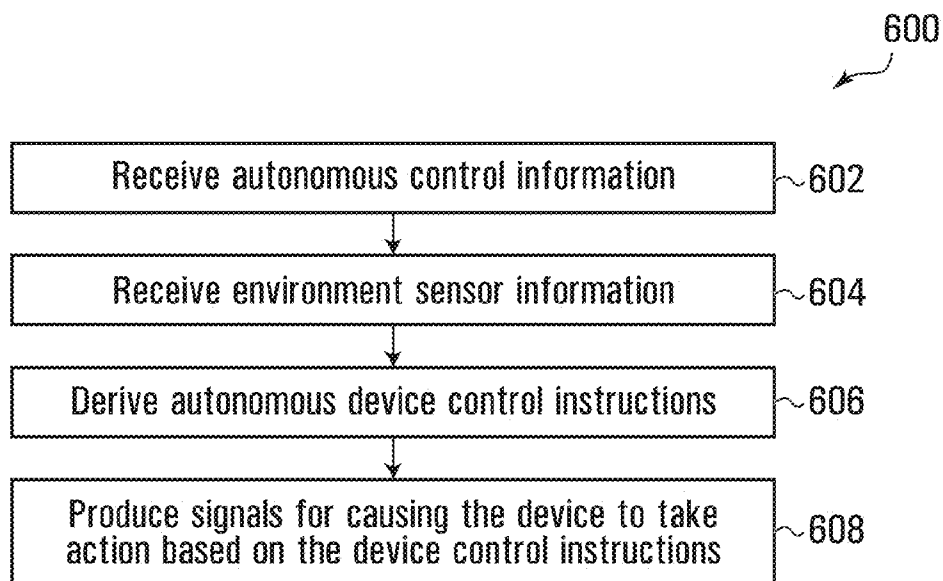 600
Receive autonomous control information
602
Receive environment sensor information
604
Derive autonomous device control instructions
606
Produce signals for causing the device to take
action based on the device control instructions
608